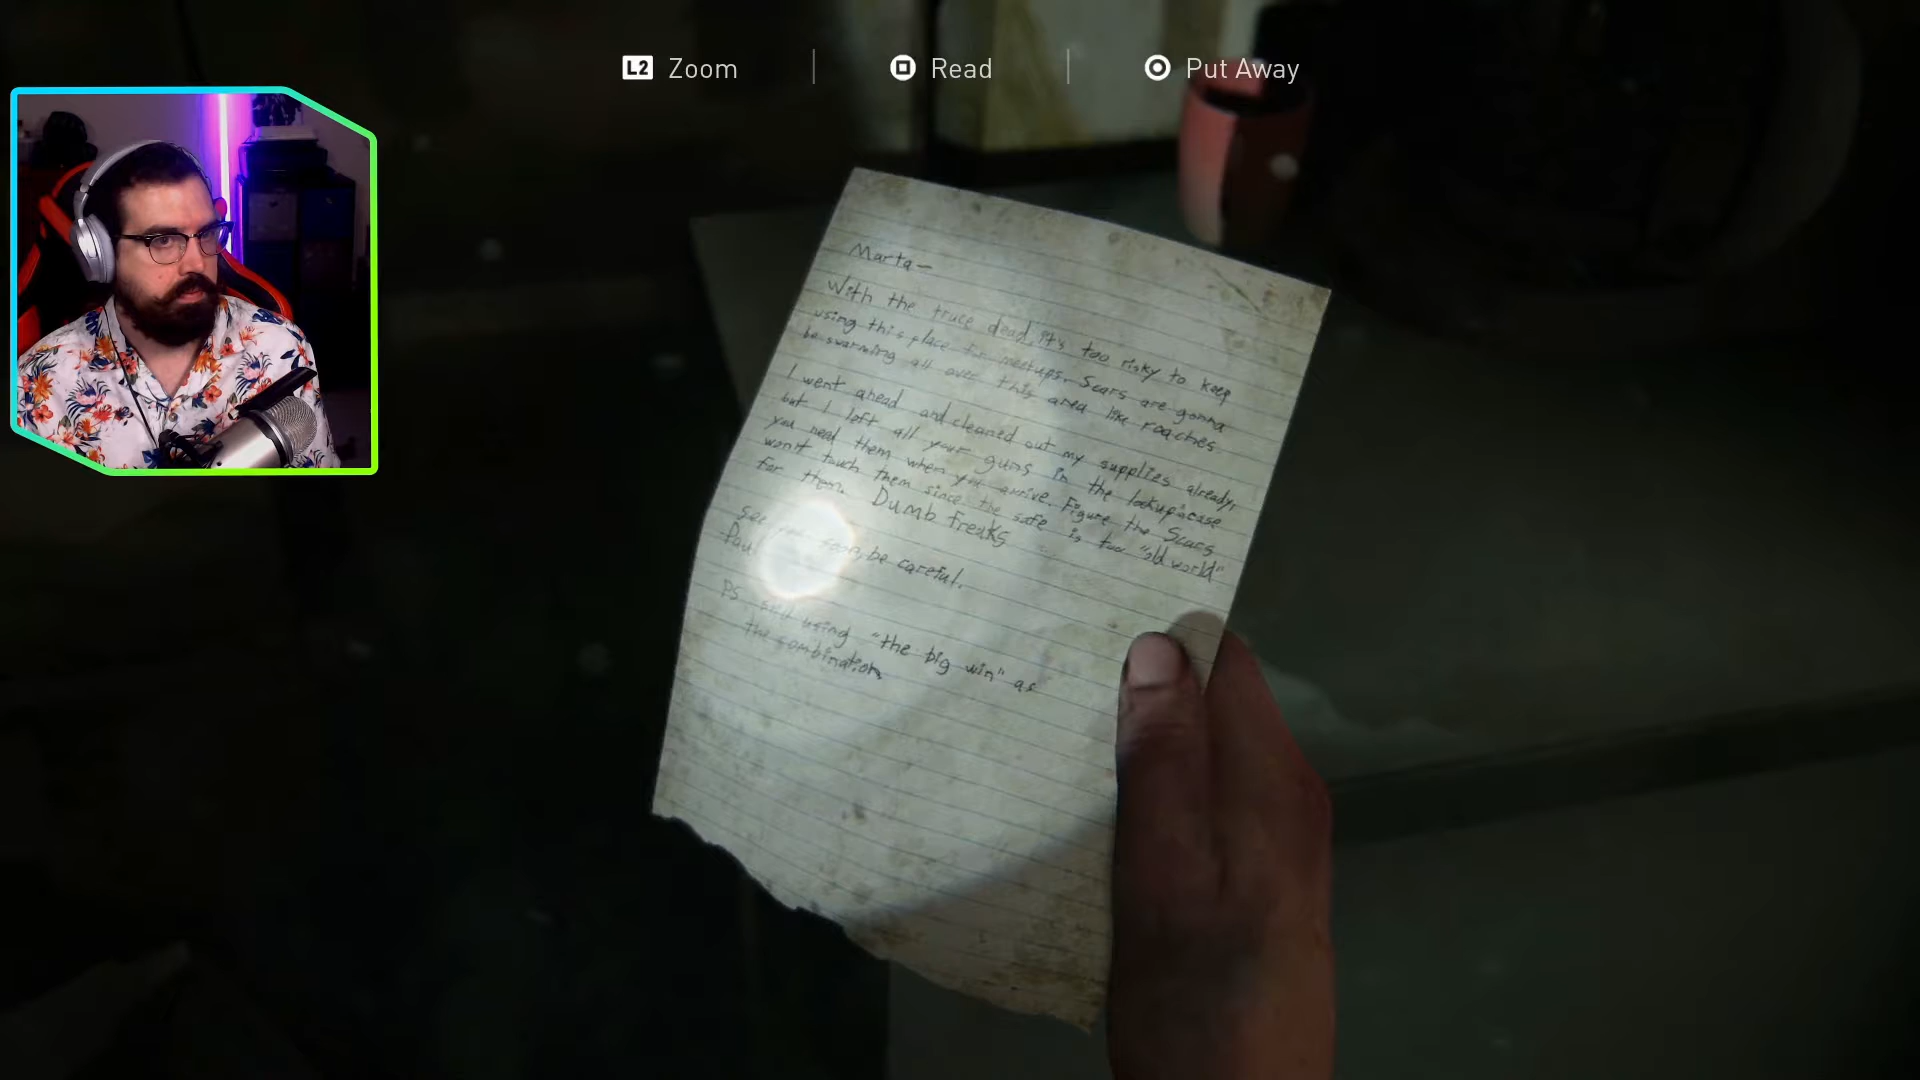 L2 Zoom
Read
Put Away
Marta-
With the truce dead, it's too risky to keep
using this place for meetups. Scars are gonna
be swarming all over this area like roaches.
I went ahead and cleaned out my supplies already,
but I left all your guns in the lockup in case
you need them when you arrive. Figure the Scars
won't touch them since the safe is too "old world"
for them. Dumb freaks
See you soon, be careful.
PS still using "the big win" as
the combination